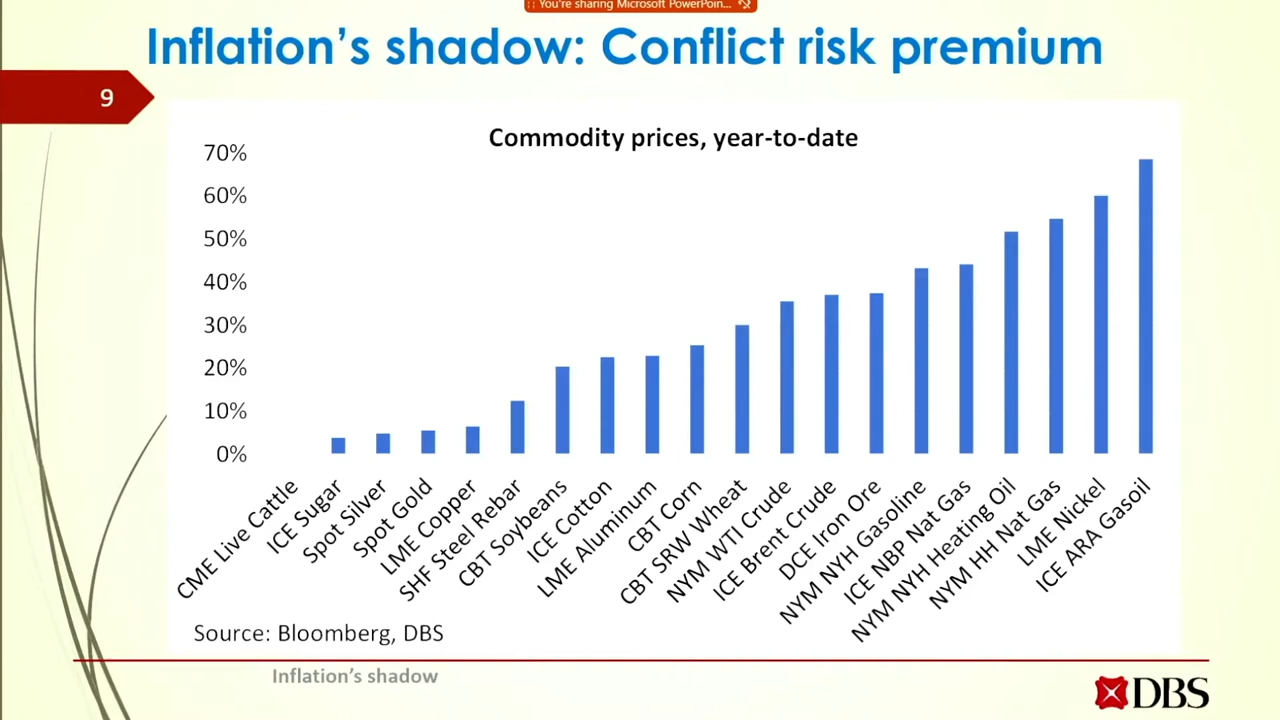 You're sharing Microsoft PowerPoin...
Inflation's shadow: Conflict risk premium
9
Commodity prices, year-to-date
70%
60%
50%
40%
30%
20%
10%
0%
CME Live Cattle
ICE Sugar
Spot Silver
Spot Gold
LME Copper
SHF Steel Rebar
CBT Soybeans
ICE Cotton
LME Aluminum
CBT Corn
CBT SRW Wheat
NYM WTI Crude
ICE Brent Crude
DCE Iron Ore
NYM NYH Gasoline
ICE NBP Nat Gas
NYM NYH Heating Oil
NYM HH Nat Gas
LME Nickel
ICE ARA Gasoil
Source: Bloomberg, DBS
Inflation's shadow
DBS